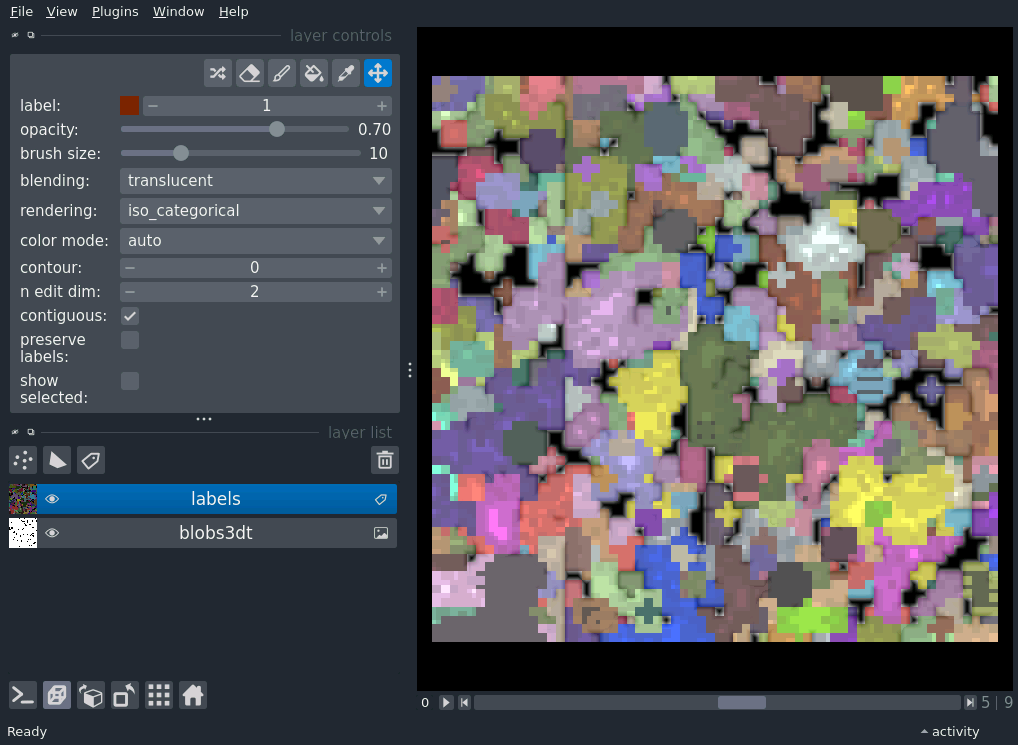 File View Plugins Window Help
layer controls
label: 1
opacity: 0.70
brush size: 10
blending: translucent
rendering: iso_categorical
color mode: auto
contour: 0
n edit dim: 2
contiguous:
preserve
labels:
show
selected:
layer list
labels
blobs3dt
0 5 | 9
Ready activity